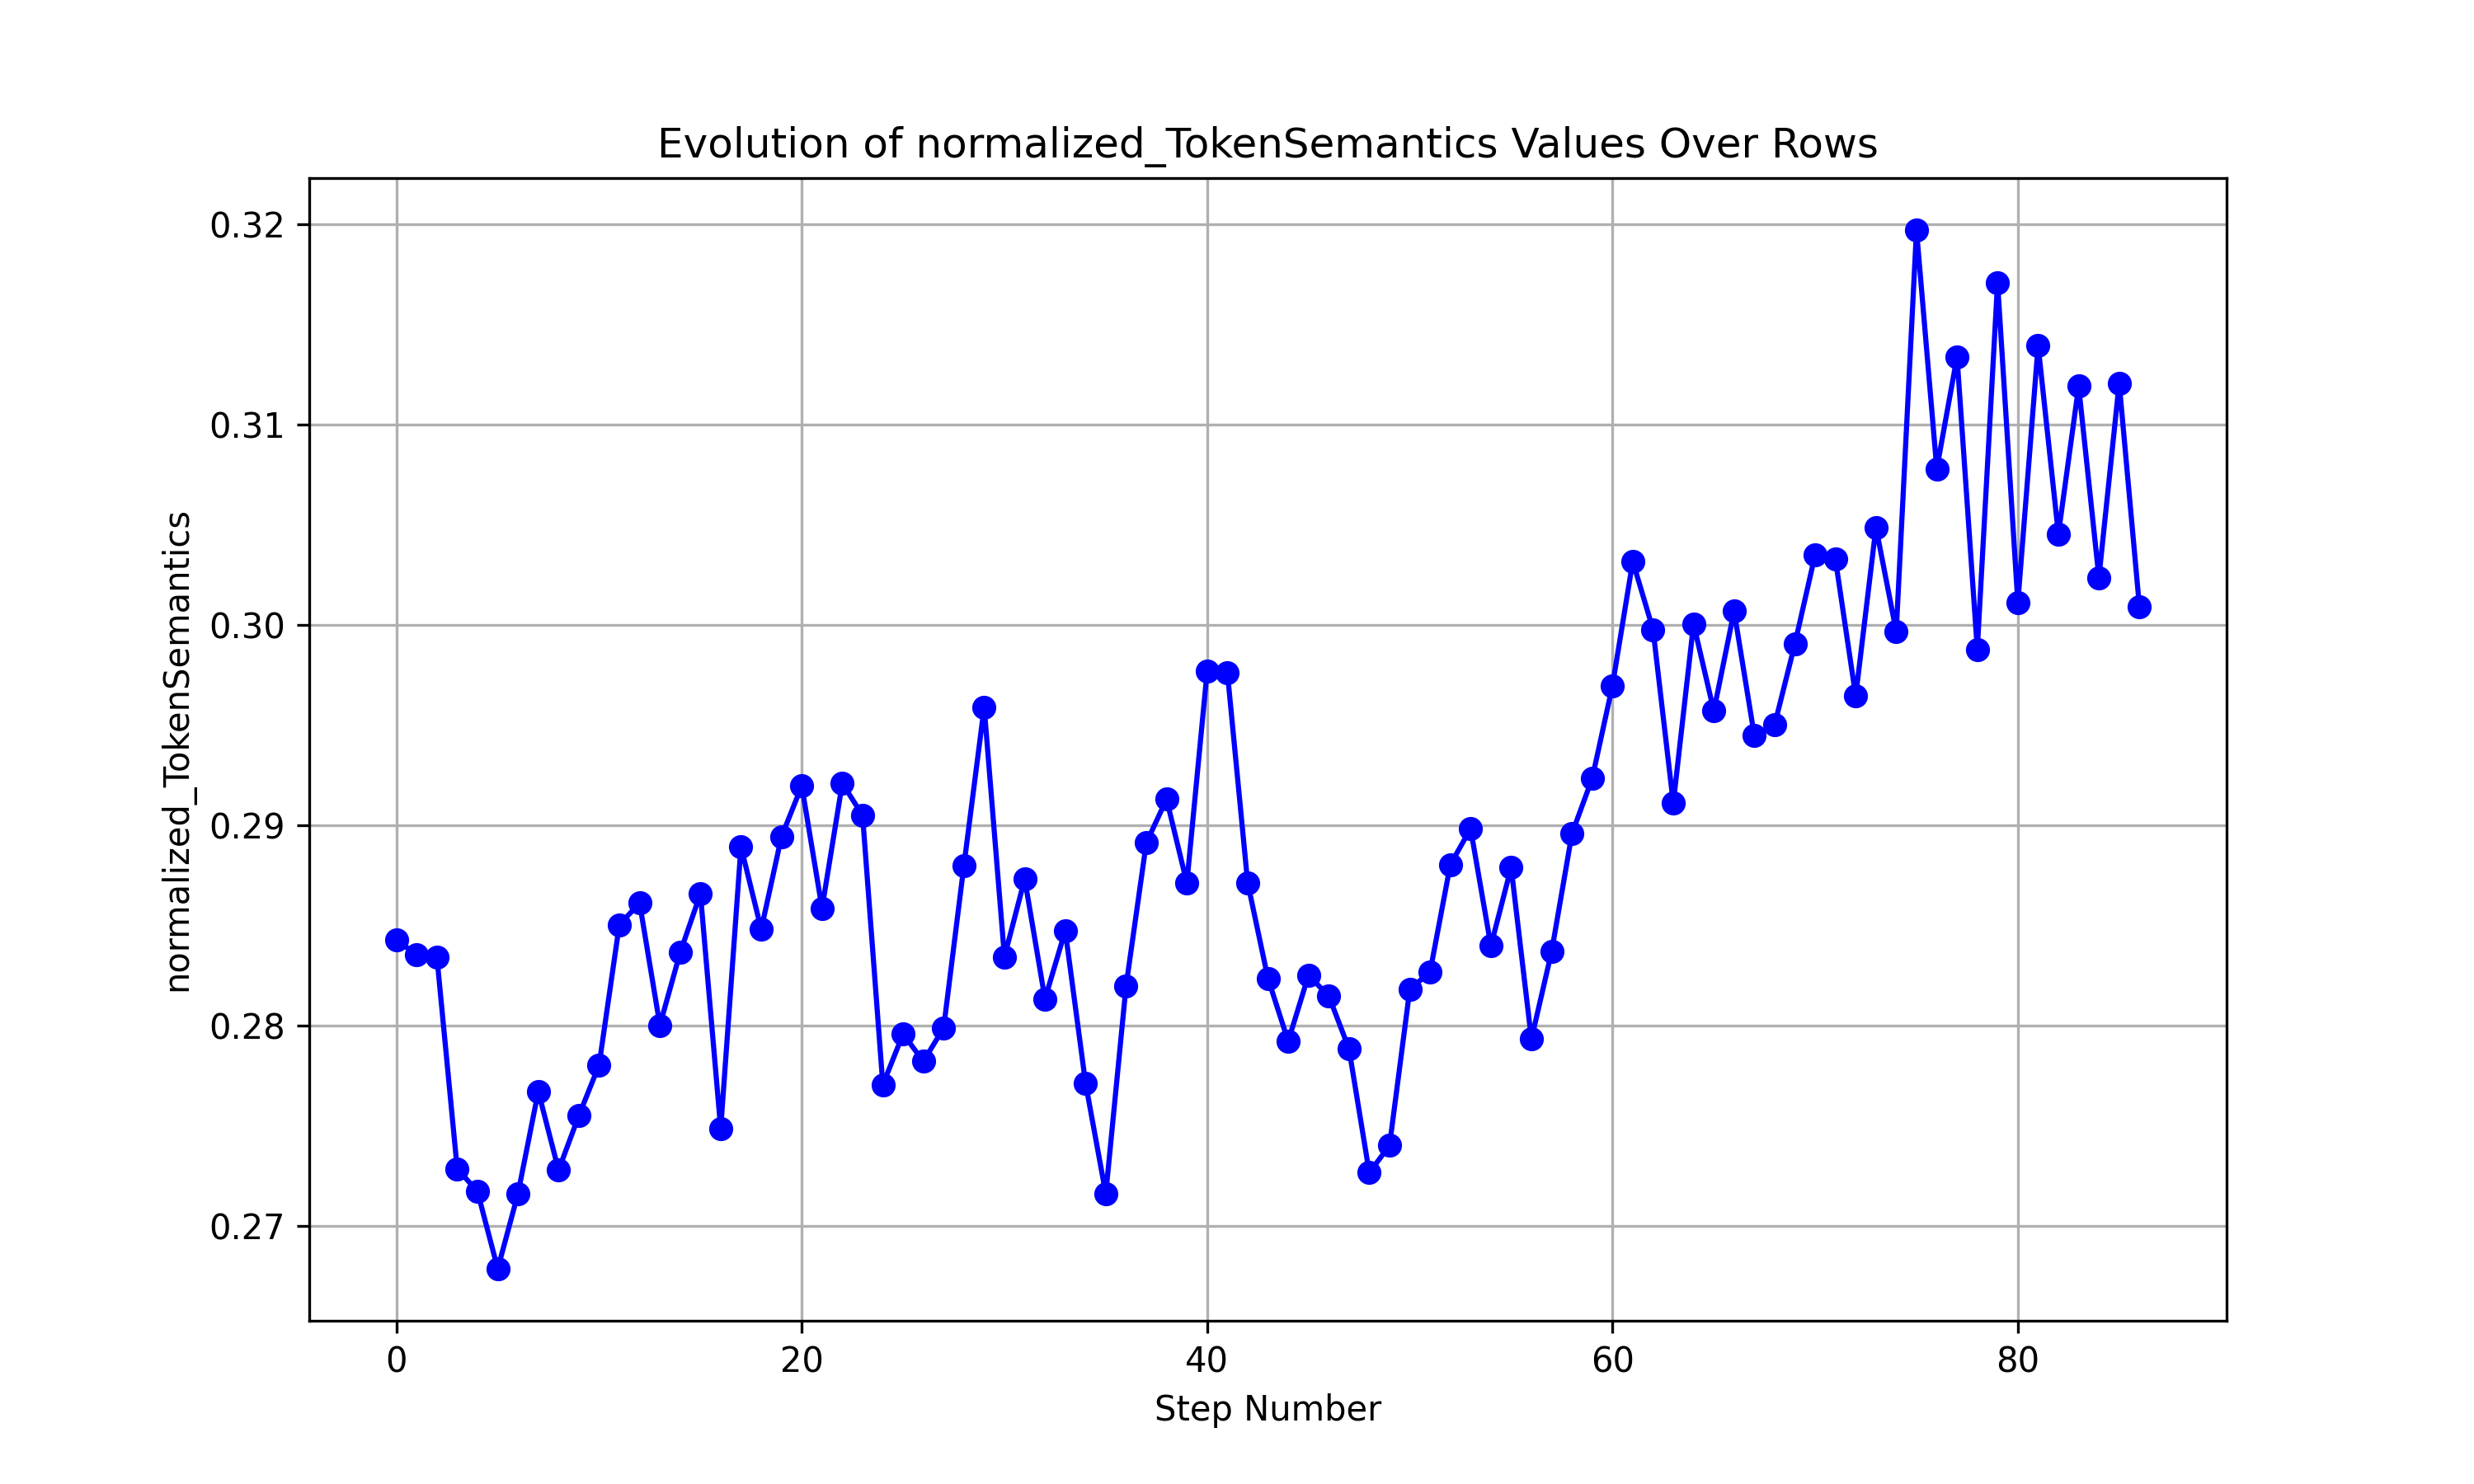 Evolution of normalized_TokenSemantics Values Over Rows
normalized_TokenSemantics
0.32
0.31
0.30
0.29
0.28
0.27
0 20 40 60 80
Step Number